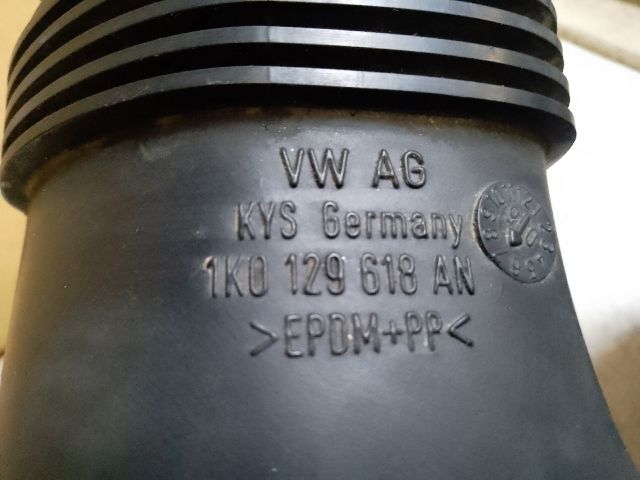 VW AG
KYS Germany
1K0 129 618 AN
>EPDM+PP<